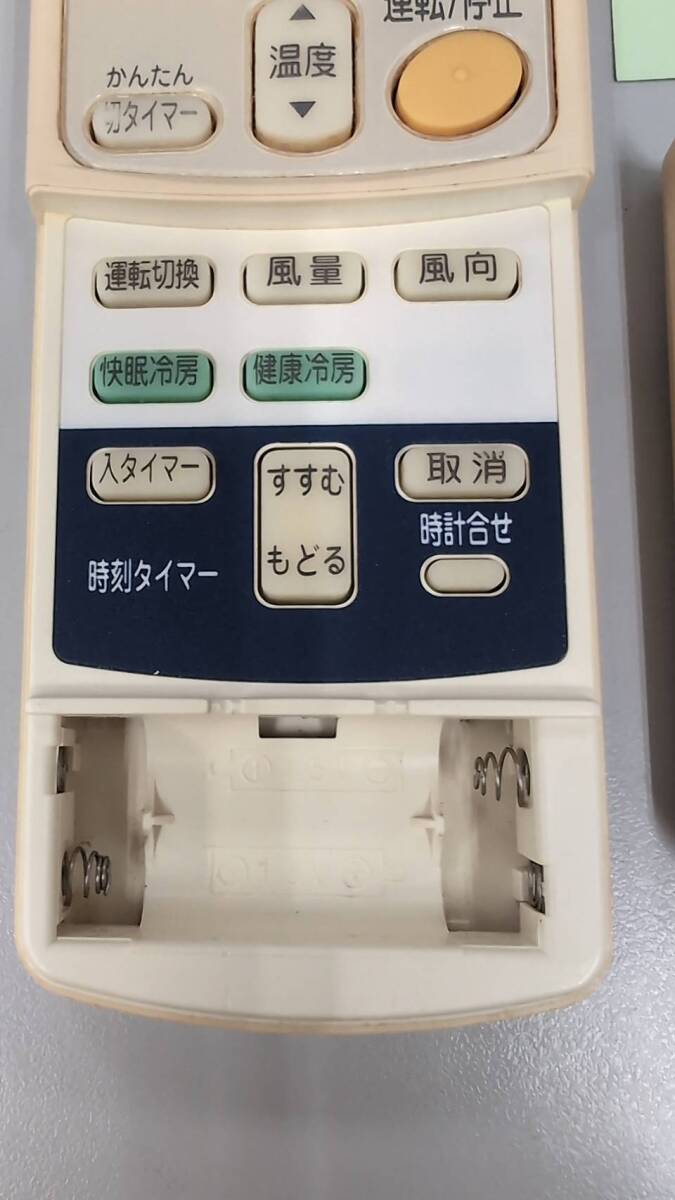 運転/停止
温度
かんたん
切タイマー
運転切換
風量
風向
快眠冷房
健康冷房
入タイマー
すすむ
取消
時計合せ
もどる
時刻タイマー